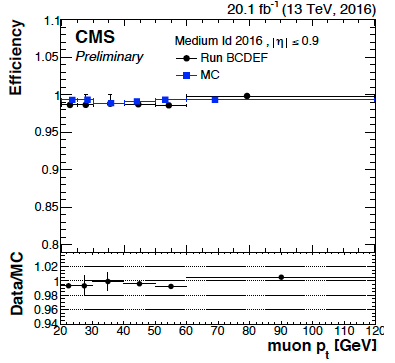 20.1 fb⁻¹ (13 TeV, 2016)
Efficiency
1.1
1.05
1
0.95
0.9
0.85
0.8
CMS
Preliminary
Medium Id 2016 , |η| ≤ 0.9
Run BCDEF
MC
Data/MC
1.02
1
0.98
0.96
0.94
20 30 40 50 60 70 80 90 100 110 120
muon pt [GeV]